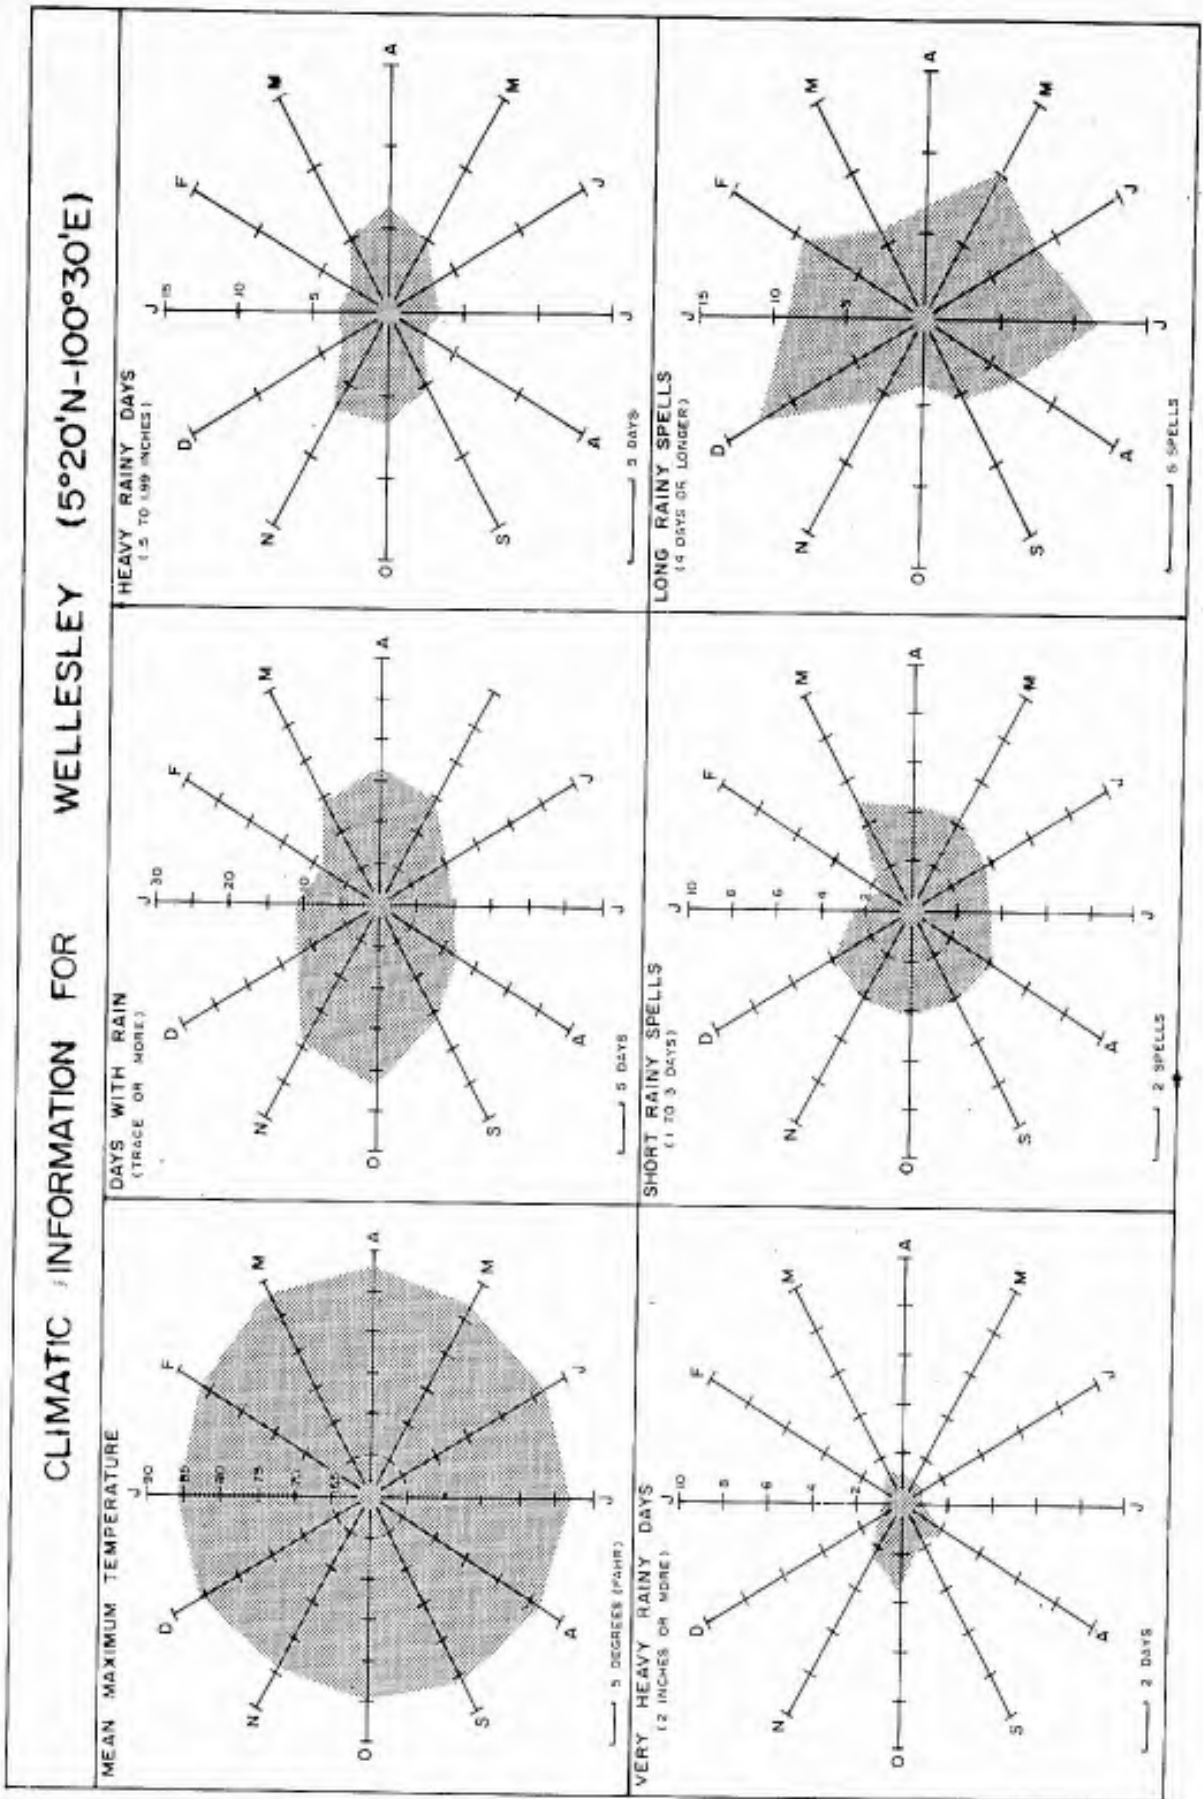 CLIMATIC INFORMATION FOR WELLESLEY (5°20'N-100°30'E)
MEAN MAXIMUM TEMPERATURE
J
90
85
80
75
70
65
F
M
A
M
J
J
A
S
O
N
D
5 DEGREES (FAHR)
DAYS WITH RAIN
(TRACE OR MORE)
J
30
20
10
F
M
A
J
J
A
S
O
N
D
5 DAYS
HEAVY RAINY DAYS
(.5 TO 1.99 INCHES)
J
15
10
5
F
M
A
M
J
J
A
S
O
N
D
5 DAYS
VERY HEAVY RAINY DAYS
(2 INCHES OR MORE)
J
10
8
6
4
2
F
M
A
M
J
J
A
S
O
N
D
2 DAYS
SHORT RAINY SPELLS
(1 TO 3 DAYS)
J
10
8
6
4
2
F
M
A
M
J
J
A
S
O
N
D
2 SPELLS
LONG RAINY SPELLS
(4 DAYS OR LONGER)
J
15
10
5
F
M
A
M
J
J
A
S
O
N
D
5 SPELLS